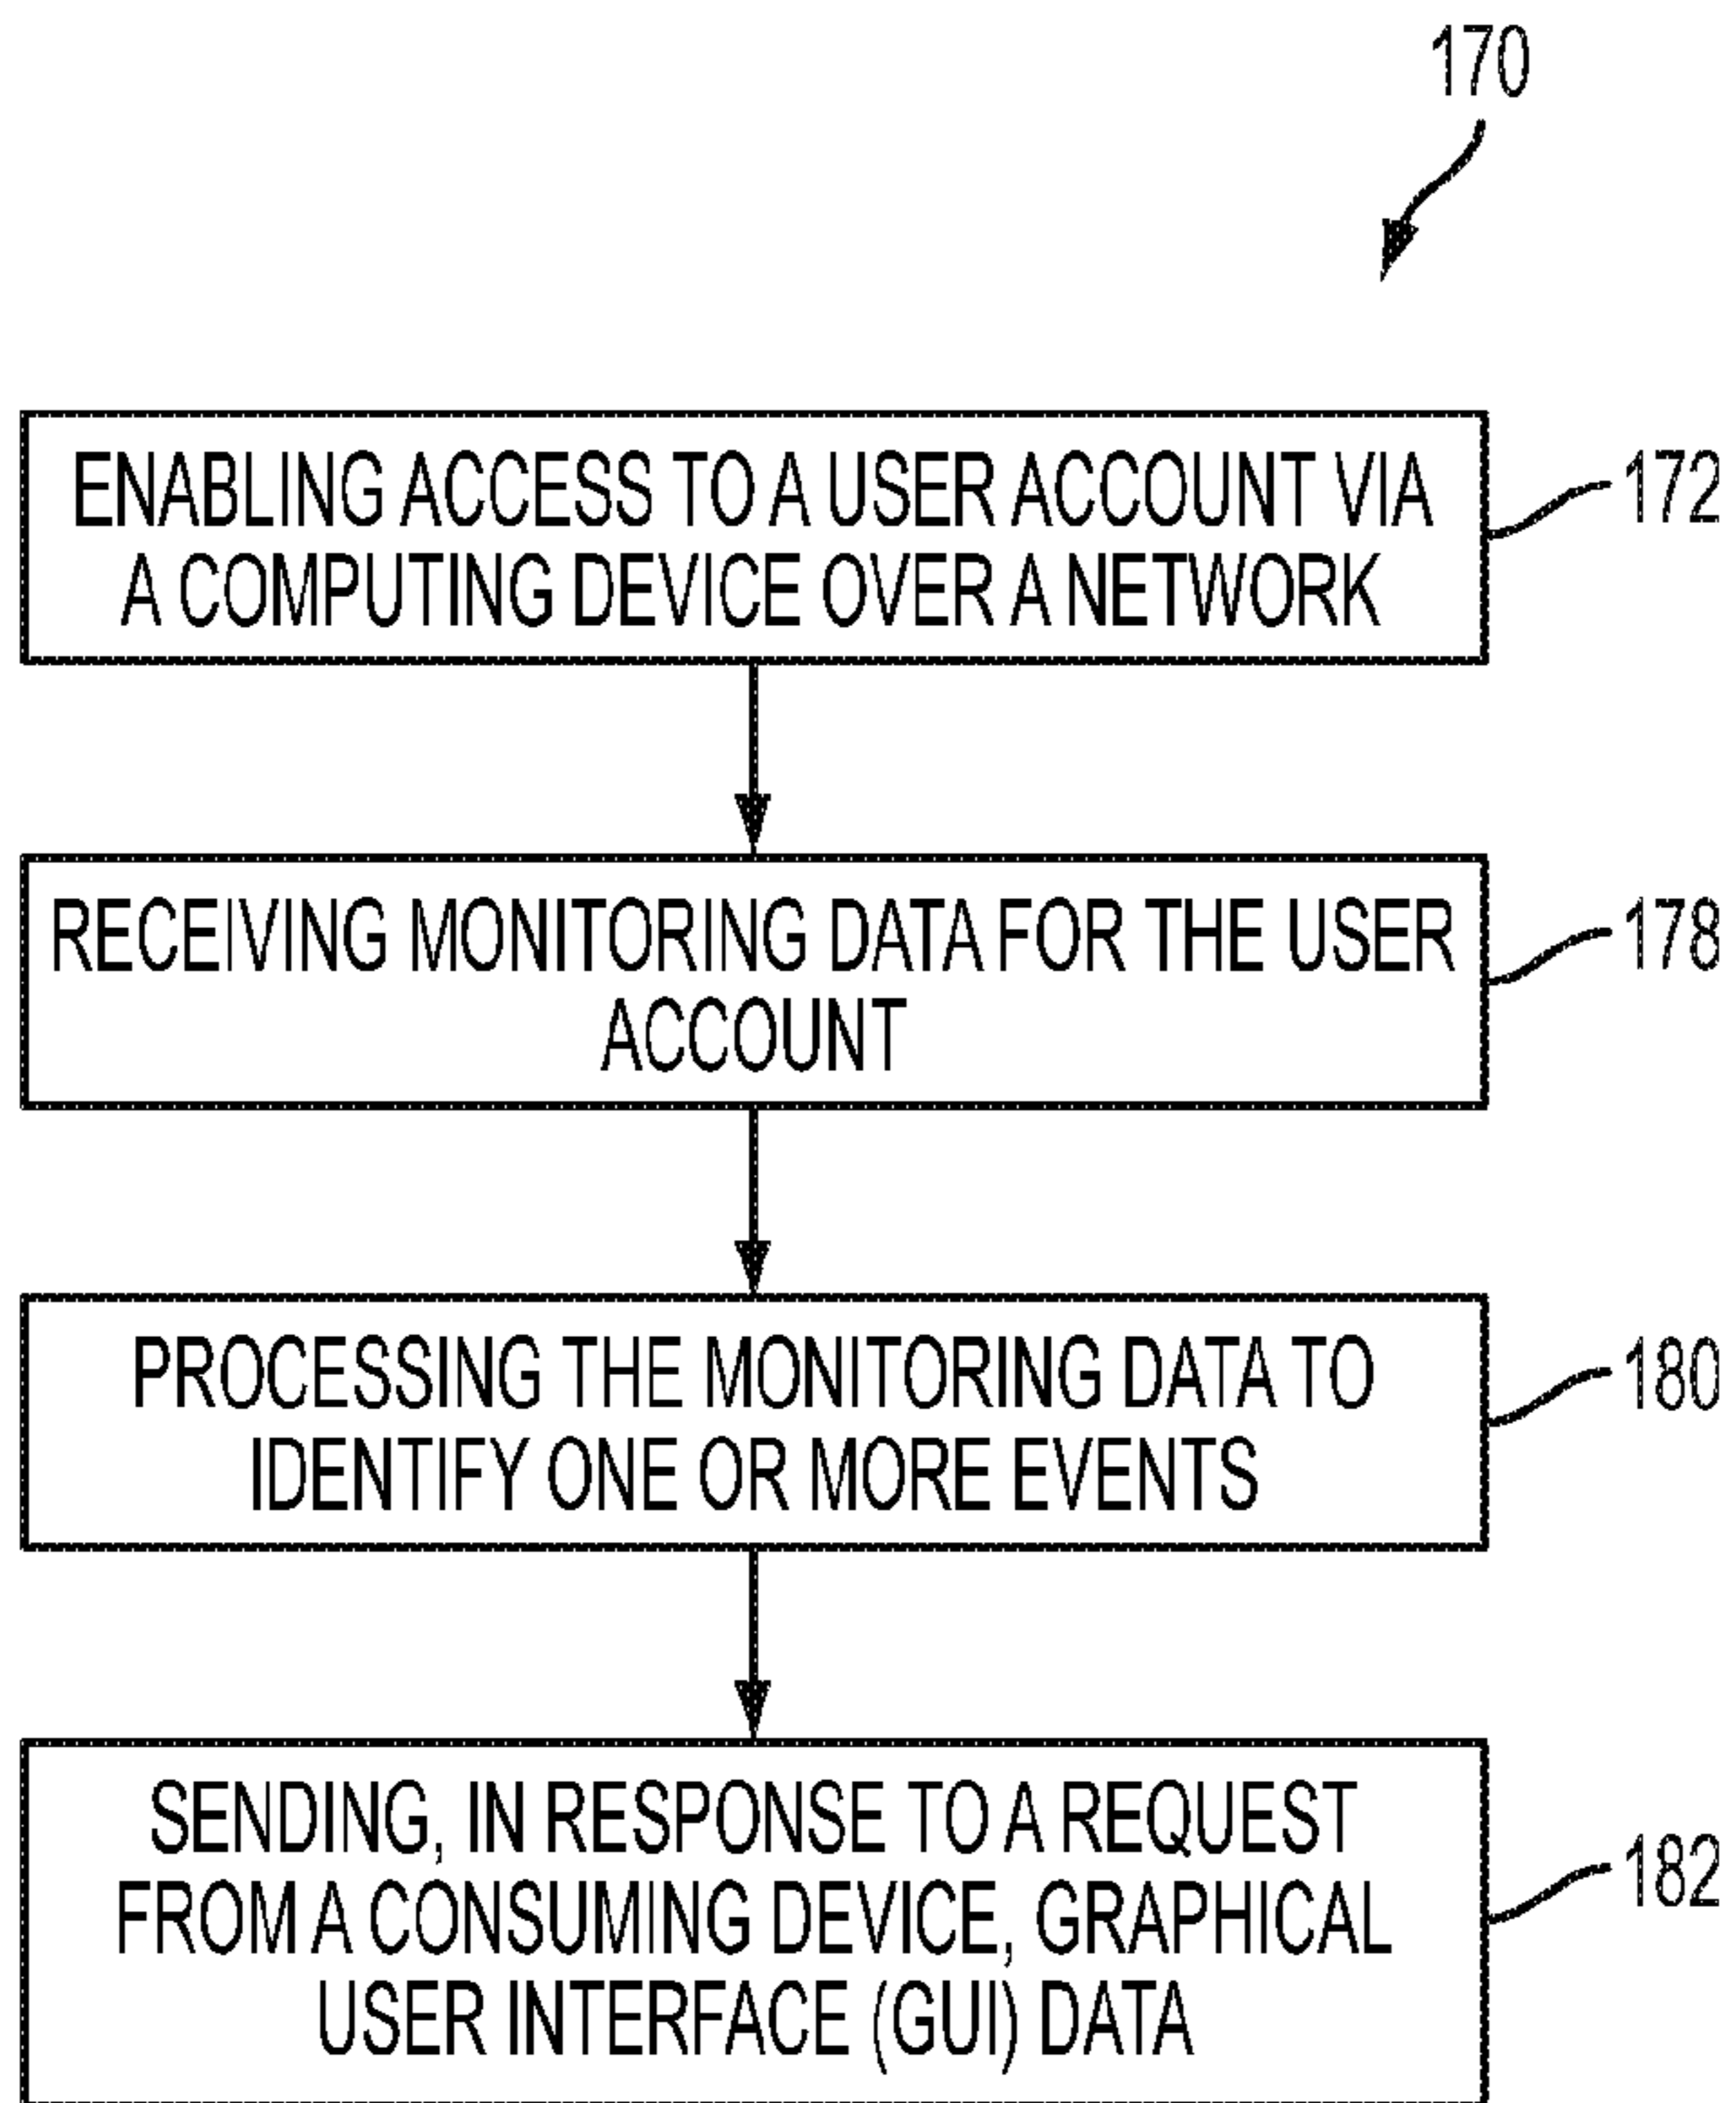 170
ENABLING ACCESS TO A USER ACCOUNT VIA
A COMPUTING DEVICE OVER A NETWORK
172
RECEIVING MONITORING DATA FOR THE USER
ACCOUNT
178
PROCESSING THE MONITORING DATA TO
IDENTIFY ONE OR MORE EVENTS
180
SENDING, IN RESPONSE TO A REQUEST
FROM A CONSUMING DEVICE, GRAPHICAL
USER INTERFACE (GUI) DATA
182